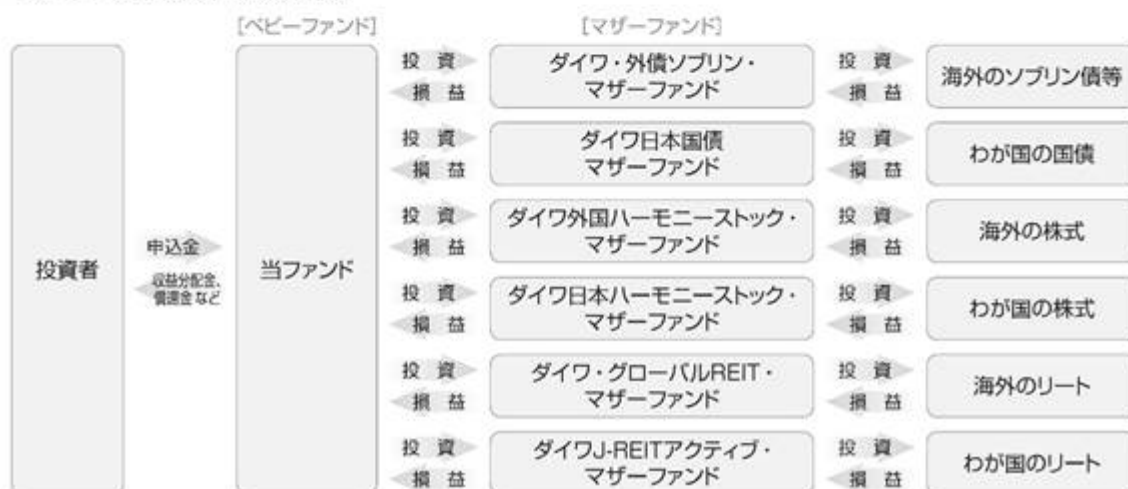 [ベビーファンド]
[マザーファンド]
投資者
申込金
収益分配金、
償還金 など
当ファンド
投 資
損 益
ダイワ・外債ソブリン・
マザーファンド
投 資
損 益
海外のソブリン債等
投 資
損 益
ダイワ日本国債
マザーファンド
投 資
損 益
わが国の国債
投 資
損 益
ダイワ外国ハーモニーストック・
マザーファンド
投 資
損 益
海外の株式
投 資
損 益
ダイワ日本ハーモニーストック・
マザーファンド
投 資
損 益
わが国の株式
投 資
損 益
ダイワ・グローバルREIT・
マザーファンド
投 資
損 益
海外のリート
投 資
損 益
ダイワJ-REITアクティブ・
マザーファンド
投 資
損 益
わが国のリート